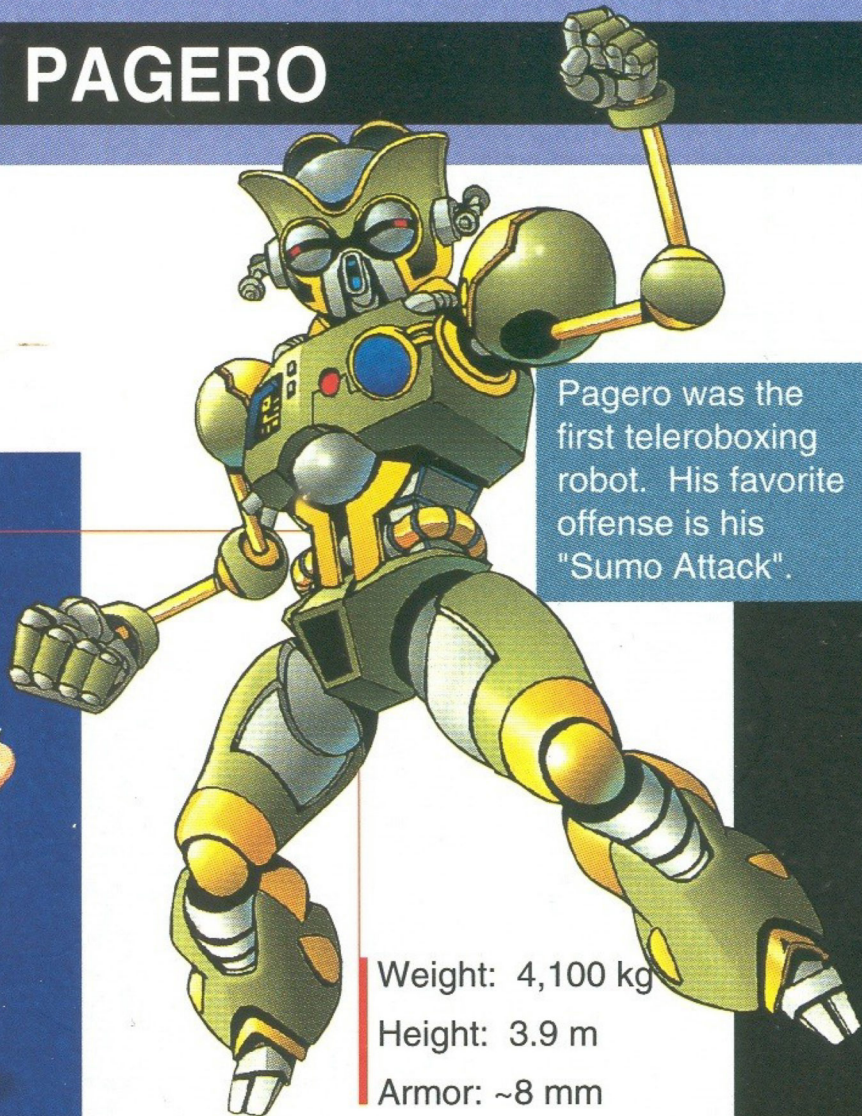 PAGERO
Pagero was the
first teleroboxing
robot. His favorite
offense is his
"Sumo Attack".
Weight: 4,100 kg
Height: 3.9 m
Armor: ~8 mm